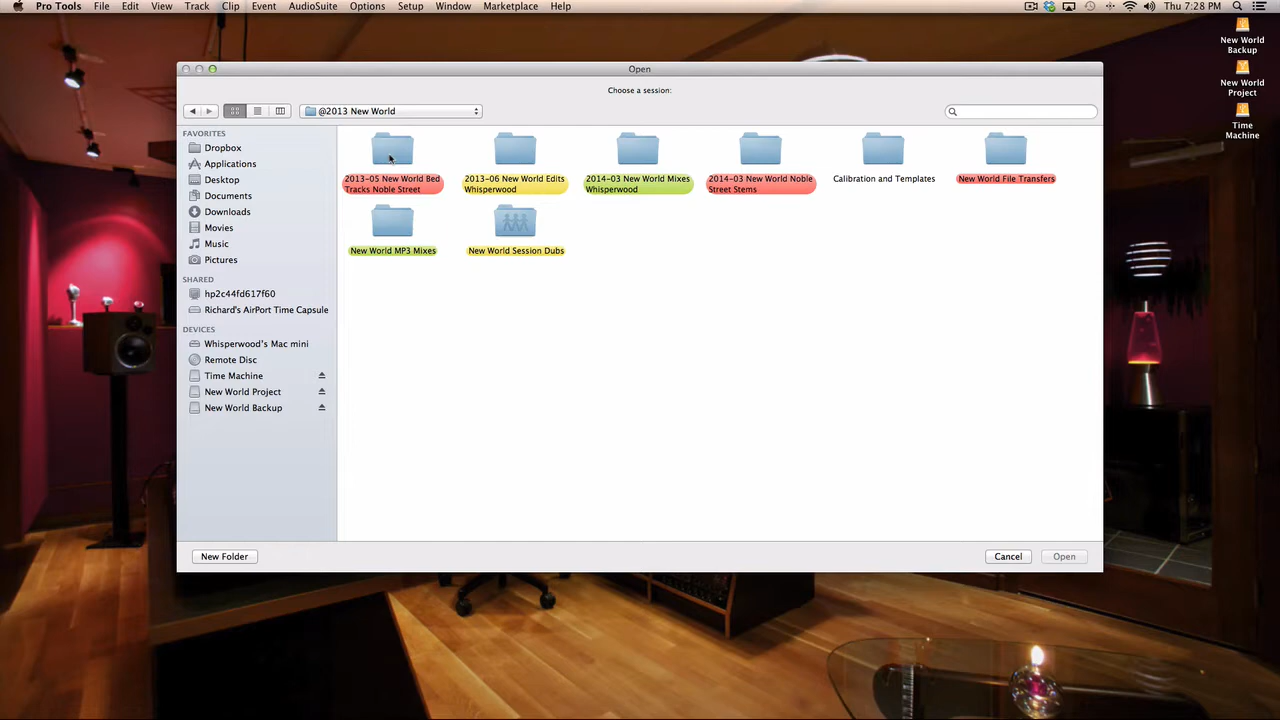 Pro Tools File Edit View Track Clip Event AudioSuite Options Setup Window Marketplace Help Thu 7:28 PM
New World
Backup
New World
Project
Time
Machine
Open
Choose a session:
@2013 New World
FAVORITES
Dropbox
Applications
Desktop
Documents
Downloads
Movies
Music
Pictures
SHARED
hp2c44fd617f60
Richard's AirPort Time Capsule
DEVICES
Whisperwood's Mac mini
Remote Disc
Time Machine
New World Project
New World Backup
2013-05 New World Bed
Tracks Noble Street
2013-06 New World Edits
Whisperwood
2014-03 New World Mixes
Whisperwood
2014-03 New World Noble
Street Stems
Calibration and Templates
New World File Transfers
New World MP3 Mixes
New World Session Dubs
New Folder
Cancel
Open